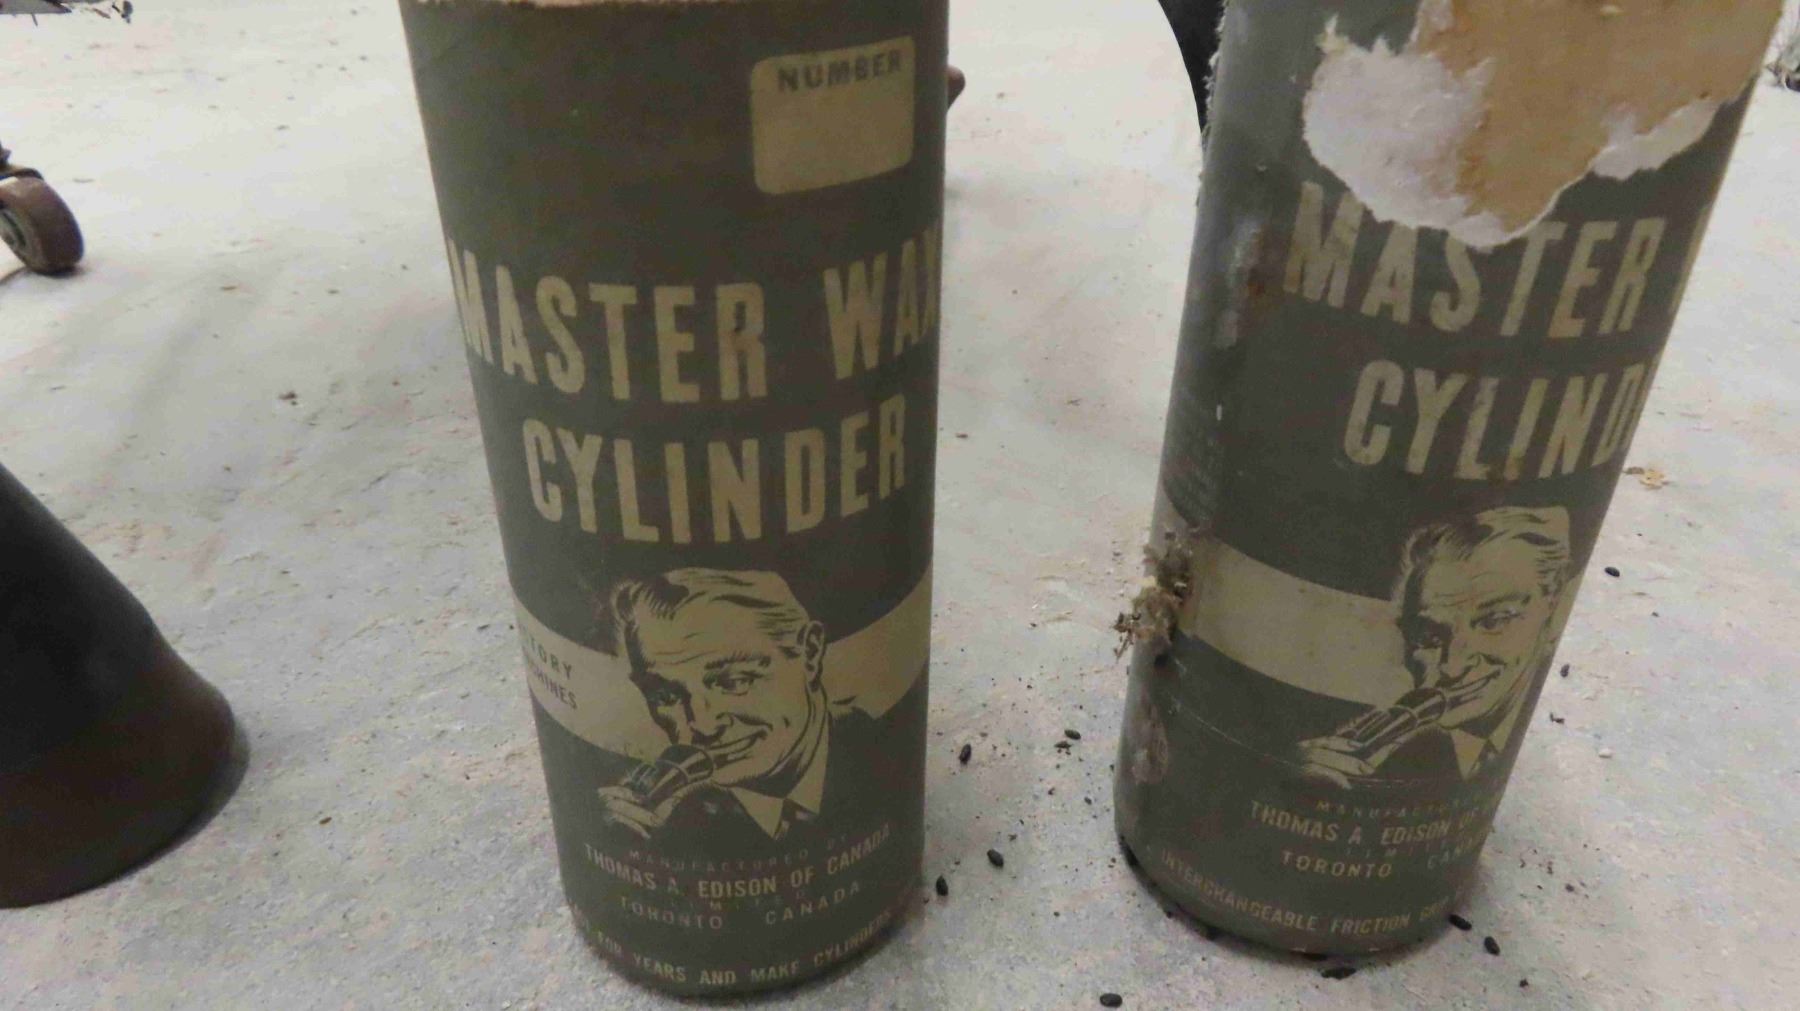 NUMBER
MASTER WAX
CYLINDER
MANUFACTURED BY
THOMAS A. EDISON OF CANADA
LIMITED
TORONTO CANADA
FOR YEARS AND MAKE CYLINDERS
MASTER
CYLIND
THOMAS A. EDISON OF
TORONTO CANA
INTERCHANGEABLE FRICTION